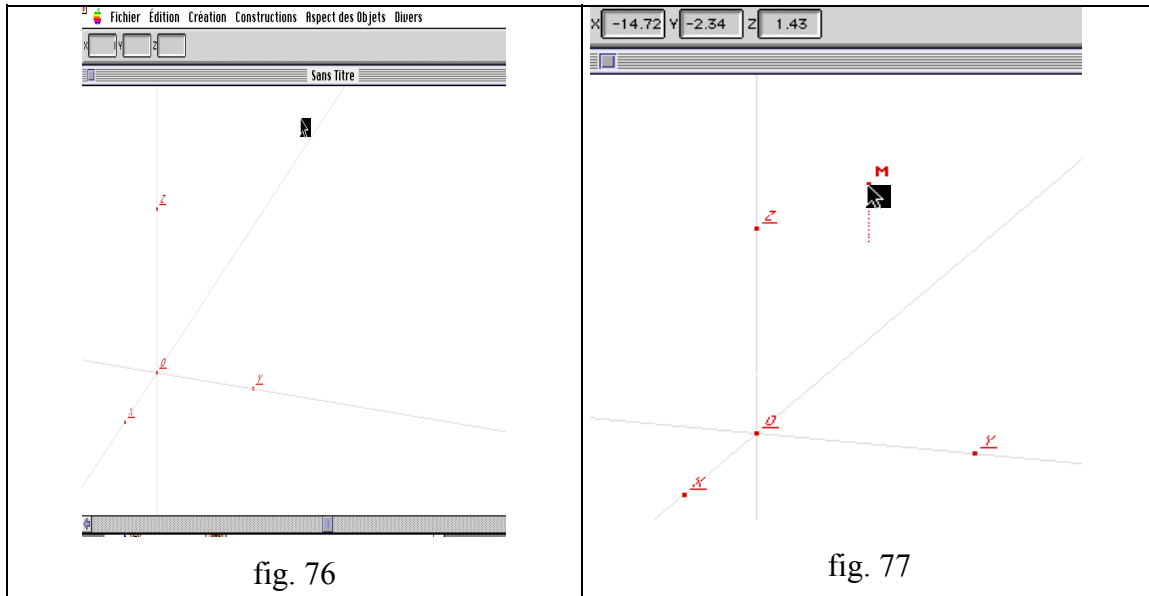 Fichier Édition Création Constructions Aspect des Objets Divers
X Y Z
Sans Titre
Z
O
Y
X
fig. 76
X -14.72 Y -2.34 Z 1.43
M
Z
O
Y
X
fig. 77